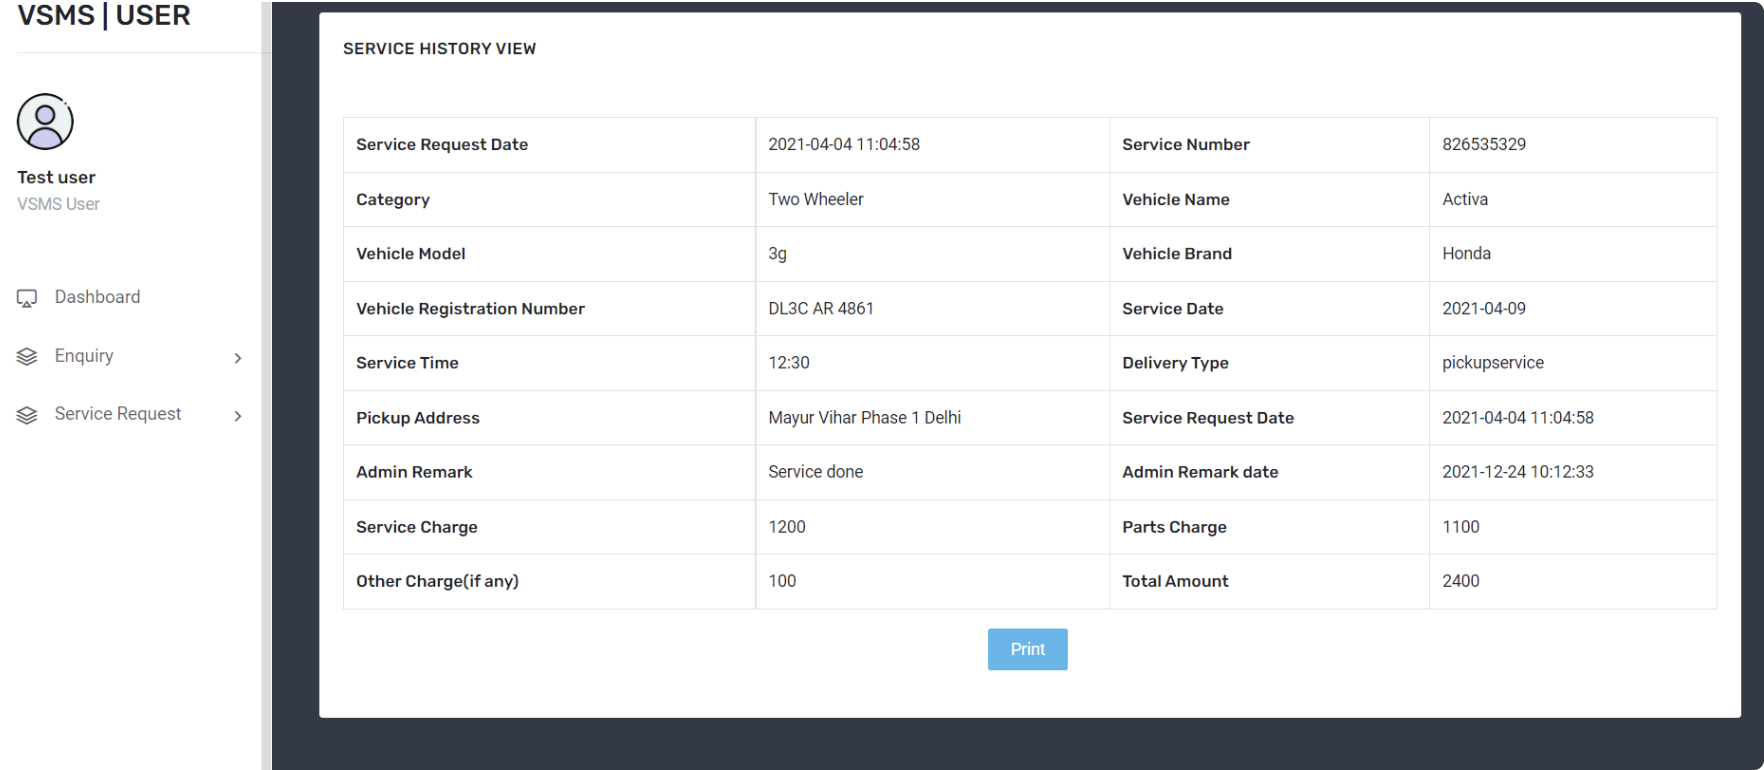 VSMS | USER
Test user
VSMS User
Dashboard
Enquiry
Service Request
SERVICE HISTORY VIEW
Service Request Date 2021-04-04 11:04:58 Service Number 826535329
Category Two Wheeler Vehicle Name Activa
Vehicle Model 3g Vehicle Brand Honda
Vehicle Registration Number DL3C AR 4861 Service Date 2021-04-09
Service Time 12:30 Delivery Type pickupservice
Pickup Address Mayur Vihar Phase 1 Delhi Service Request Date 2021-04-04 11:04:58
Admin Remark Service done Admin Remark date 2021-12-24 10:12:33
Service Charge 1200 Parts Charge 1100
Other Charge(if any) 100 Total Amount 2400
Print